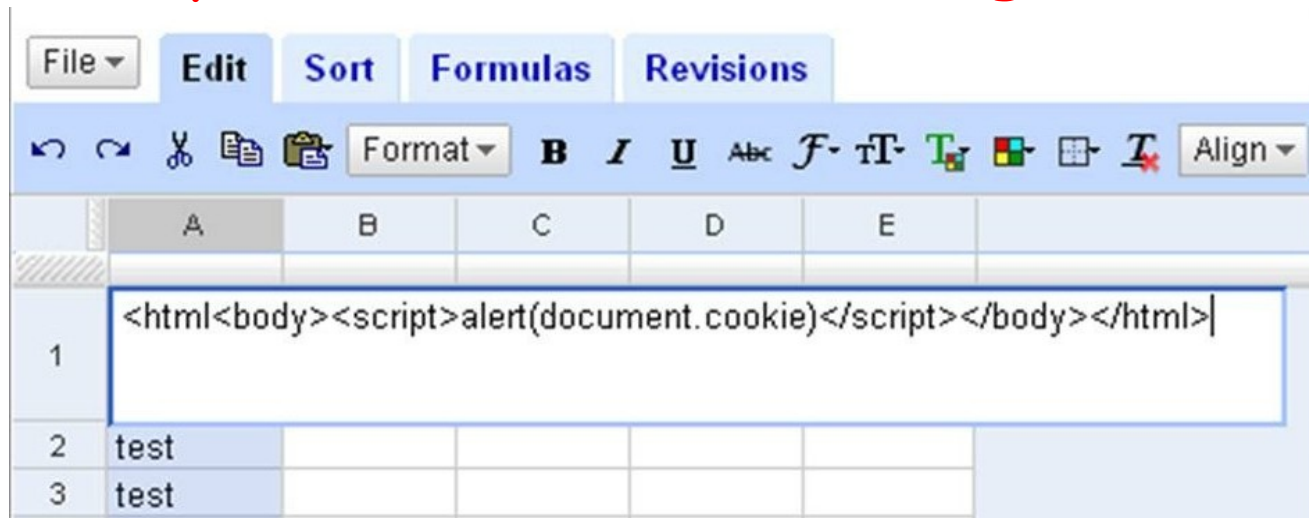 File Edit Sort Formulas Revisions
Format B I U Abc F TT T T Align
A B C D E
1 <html<body><script>alert(document.cookie)</script></body></html>
2 test
3 test